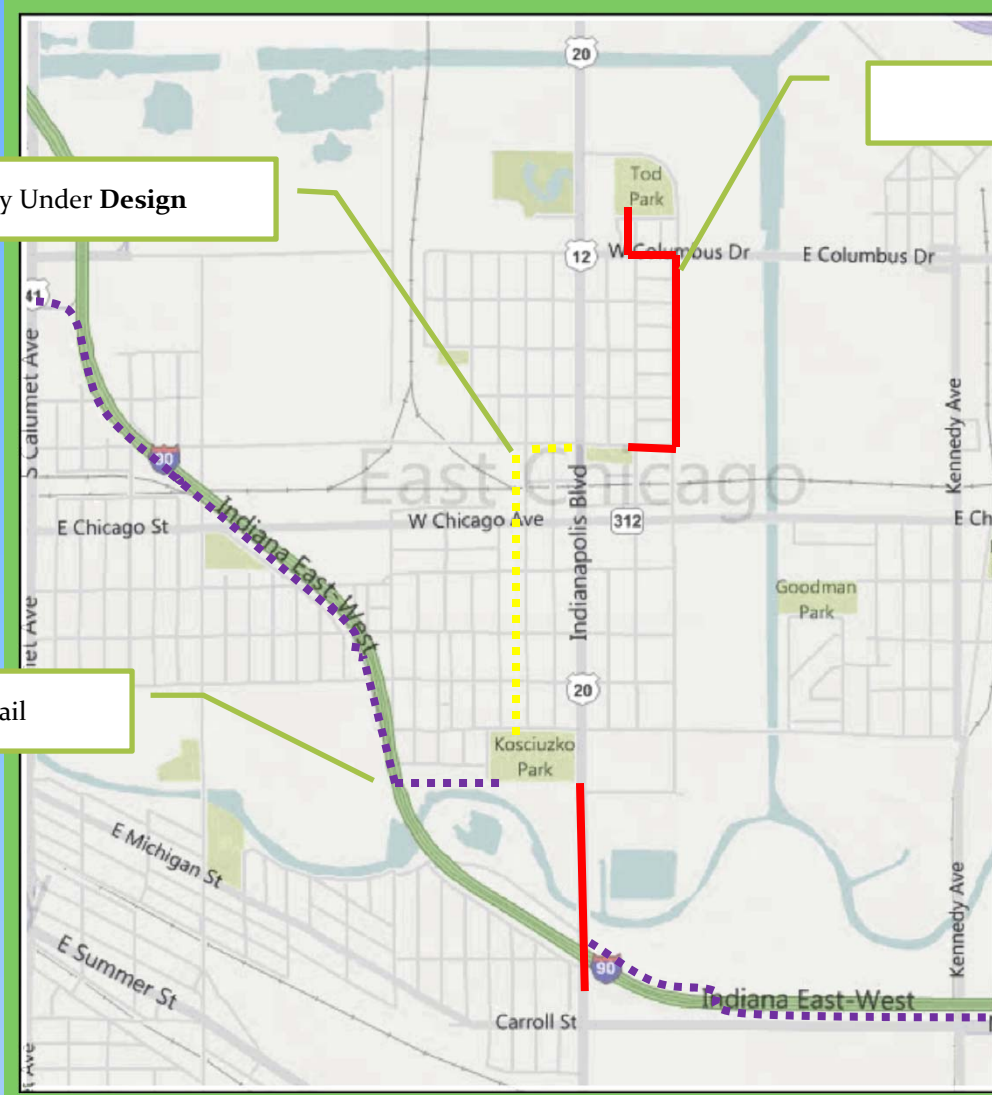 20
Tod
Park
y Under Design
12
W Columbus Dr
E Columbus Dr
41
S Calumet Ave
Kennedy Ave
90
East Chicago
Indianapolis Blvd
E Chicago St
W Chicago Ave
312
E Ch
Indiana East-West
Goodman
Park
et Ave
20
ail
Kosciuzko
Park
E Michigan St
Kennedy Ave
E Summer St
90
Indiana East-West
Carroll St
Ave